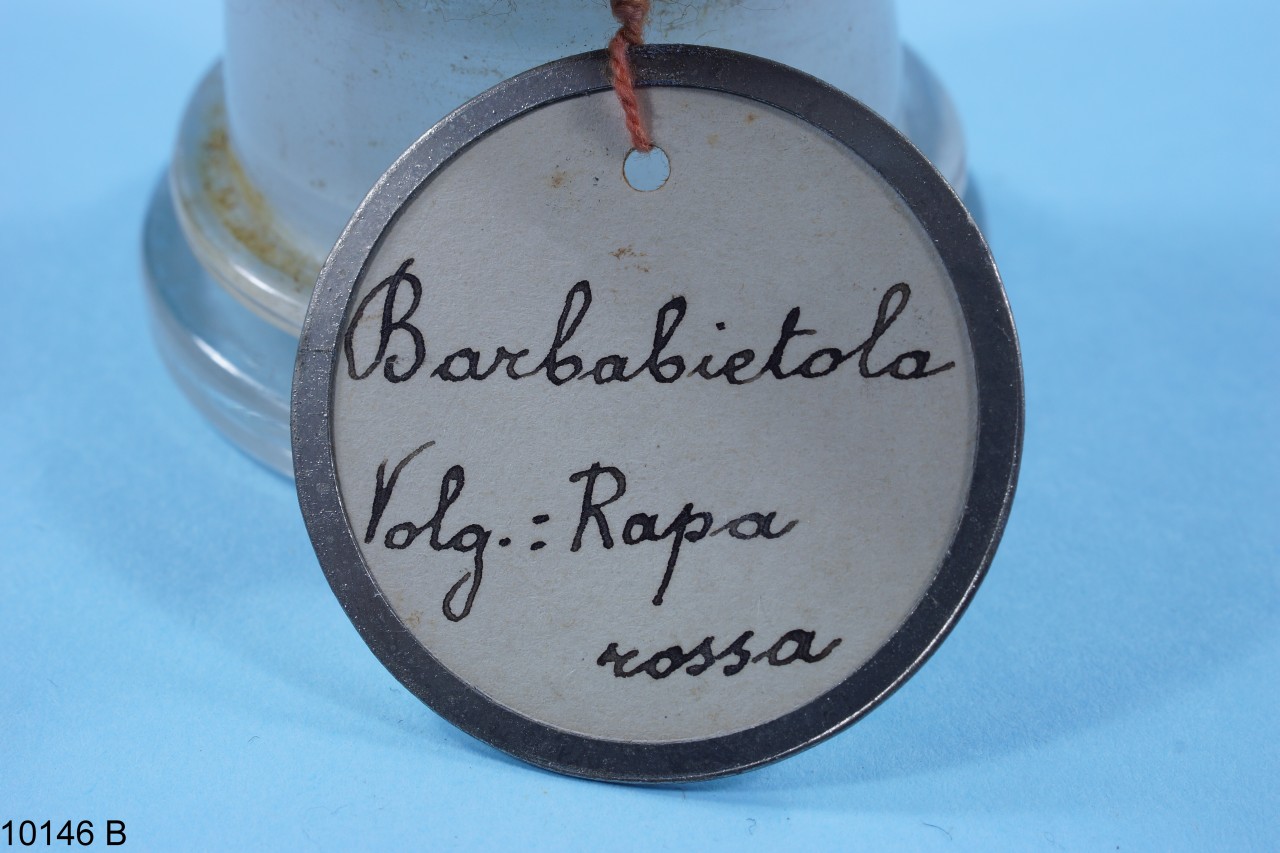 Barbabietola
Volg.: Rapa
rossa
10146 B